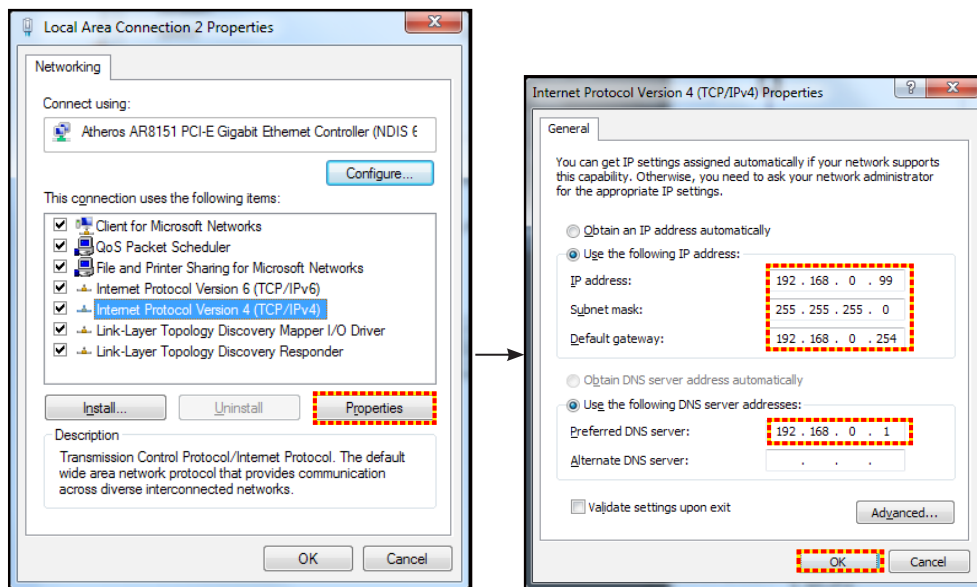 Local Area Connection 2 Properties
Networking
Connect using:
Atheros AR8151 PCI-E Gigabit Ethernet Controller (NDIS 6
Configure...
This connection uses the following items:
Client for Microsoft Networks
QoS Packet Scheduler
File and Printer Sharing for Microsoft Networks
Internet Protocol Version 6 (TCP/IPv6)
Internet Protocol Version 4 (TCP/IPv4)
Link-Layer Topology Discovery Mapper I/O Driver
Link-Layer Topology Discovery Responder
Install...
Uninstall
Properties
Description
Transmission Control Protocol/Internet Protocol. The default
wide area network protocol that provides communication
across diverse interconnected networks.
OK
Cancel
Internet Protocol Version 4 (TCP/IPv4) Properties
General
You can get IP settings assigned automatically if your network supports
this capability. Otherwise, you need to ask your network administrator
for the appropriate IP settings.
Obtain an IP address automatically
Use the following IP address:
IP address: 192 . 168 . 0 . 99
Subnet mask: 255 . 255 . 255 . 0
Default gateway: 192 . 168 . 0 . 254
Obtain DNS server address automatically
Use the following DNS server addresses:
Preferred DNS server: 192 . 168 . 0 . 1
Alternate DNS server: . . .
Validate settings upon exit
Advanced...
OK
Cancel